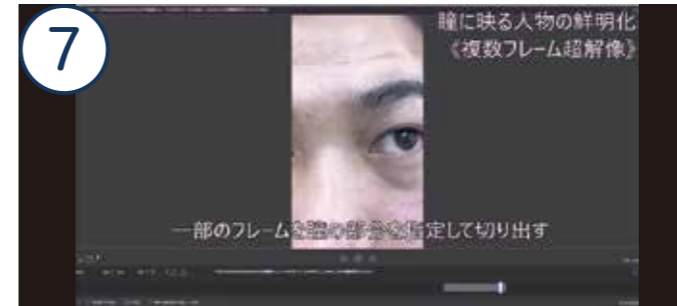 7
瞳に映る人物の鮮明化
《複数フレーム超解像》
一部のフレームを瞳の部分を指定して切り出す